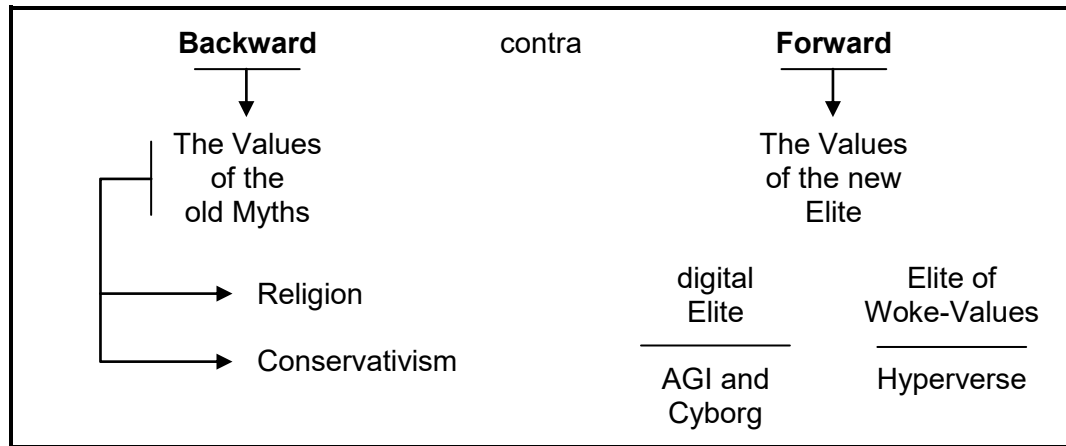 Backward contra Forward
The Values
of the
old Myths
Religion
Conservativism
The Values
of the new
Elite
digital
Elite
AGI and
Cyborg
Elite of
Woke-Values
Hyperverse